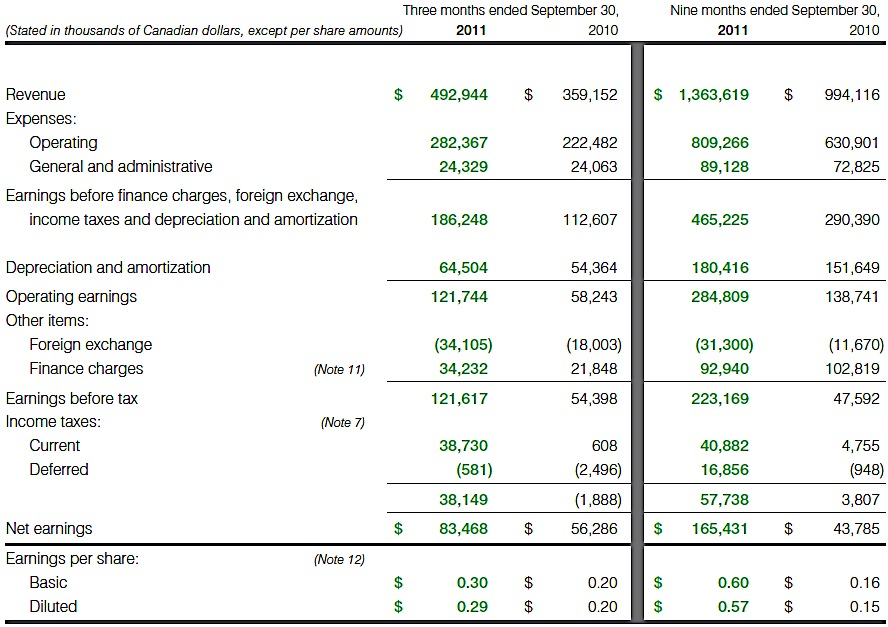 Three months ended September 30, Nine months ended September 30,
(Stated in thousands of Canadian dollars, except per share amounts) 2011 2010 2011 2010
Revenue $ 492,944 $ 359,152 $ 1,363,619 $ 994,116
Expenses:
Operating 282,367 222,482 809,266 630,901
General and administrative 24,329 24,063 89,128 72,825
Earnings before finance charges, foreign exchange,
income taxes and depreciation and amortization 186,248 112,607 465,225 290,390
Depreciation and amortization 64,504 54,364 180,416 151,649
Operating earnings 121,744 58,243 284,809 138,741
Other items:
Foreign exchange (34,105) (18,003) (31,300) (11,670)
Finance charges (Note 11) 34,232 21,848 92,940 102,819
Earnings before tax 121,617 54,398 223,169 47,592
Income taxes: (Note 7)
Current 38,730 608 40,882 4,755
Deferred (581) (2,496) 16,856 (948)
38,149 (1,888) 57,738 3,807
Net earnings $ 83,468 $ 56,286 $ 165,431 $ 43,785
Earnings per share: (Note 12)
Basic $ 0.30 $ 0.20 $ 0.60 $ 0.16
Diluted $ 0.29 $ 0.20 $ 0.57 $ 0.15